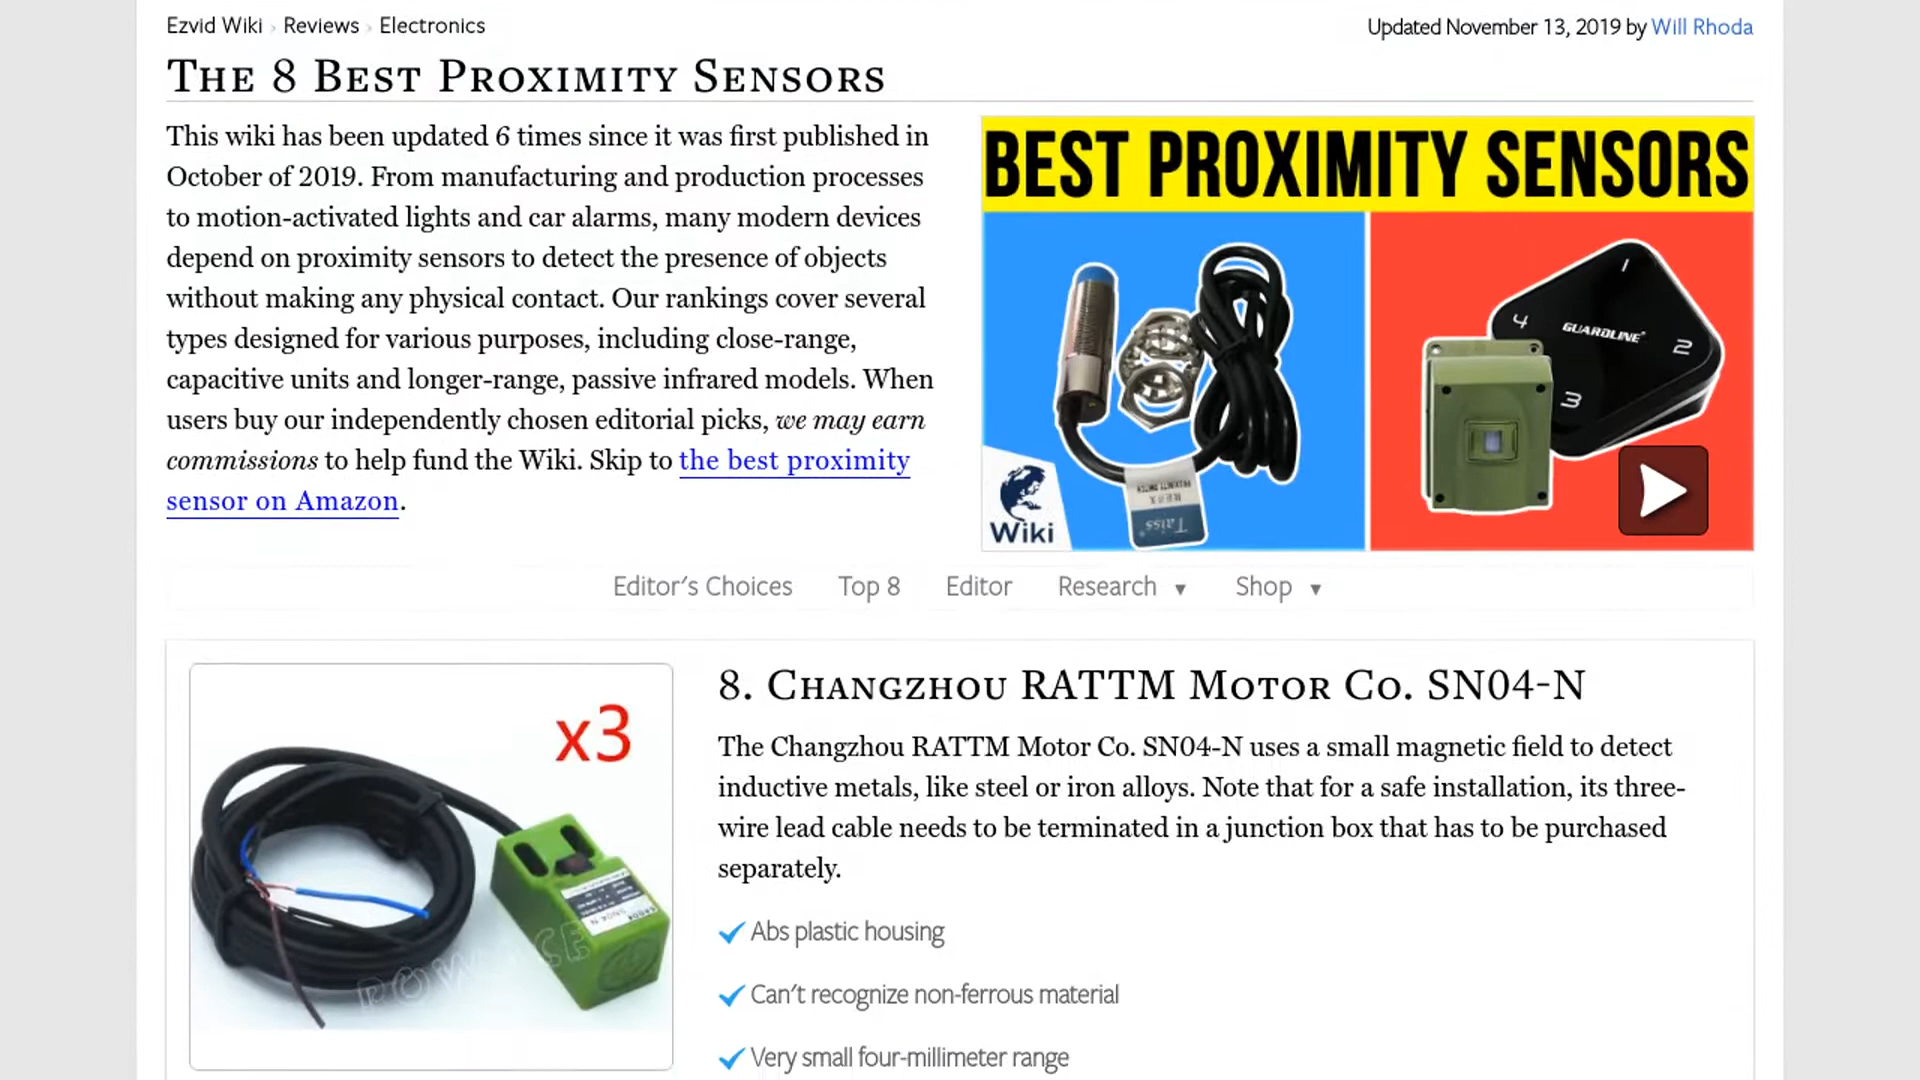 Ezvid Wiki › Reviews › Electronics
Updated November 13, 2019 by Will Rhoda
The 8 Best Proximity Sensors
This wiki has been updated 6 times since it was first published in
October of 2019. From manufacturing and production processes
to motion-activated lights and car alarms, many modern devices
depend on proximity sensors to detect the presence of objects
without making any physical contact. Our rankings cover several
types designed for various purposes, including close-range,
capacitive units and longer-range, passive infrared models. When
users buy our independently chosen editorial picks, we may earn
commissions to help fund the Wiki. Skip to the best proximity
sensor on Amazon.
BEST PROXIMITY SENSORS
1
4
GUARDLINE
2
3
Taiss
Wiki
Editor's Choices Top 8 Editor Research ▼ Shop ▼
x3
SN04-N
8. Changzhou RATTM Motor Co. SN04-N
The Changzhou RATTM Motor Co. SN04-N uses a small magnetic field to detect
inductive metals, like steel or iron alloys. Note that for a safe installation, its three-
wire lead cable needs to be terminated in a junction box that has to be purchased
separately.
Abs plastic housing
Can't recognize non-ferrous material
Very small four-millimeter range